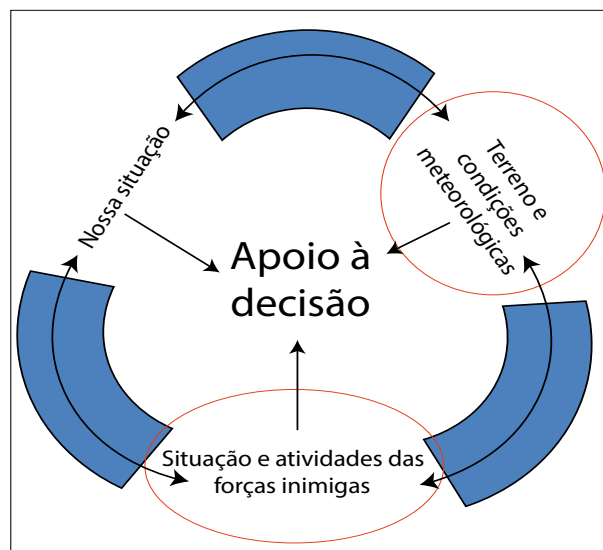 Nossa situação
Terreno e
condições
meteorológicas
Apoio à
decisão
Situação e atividades das
forças inimigas